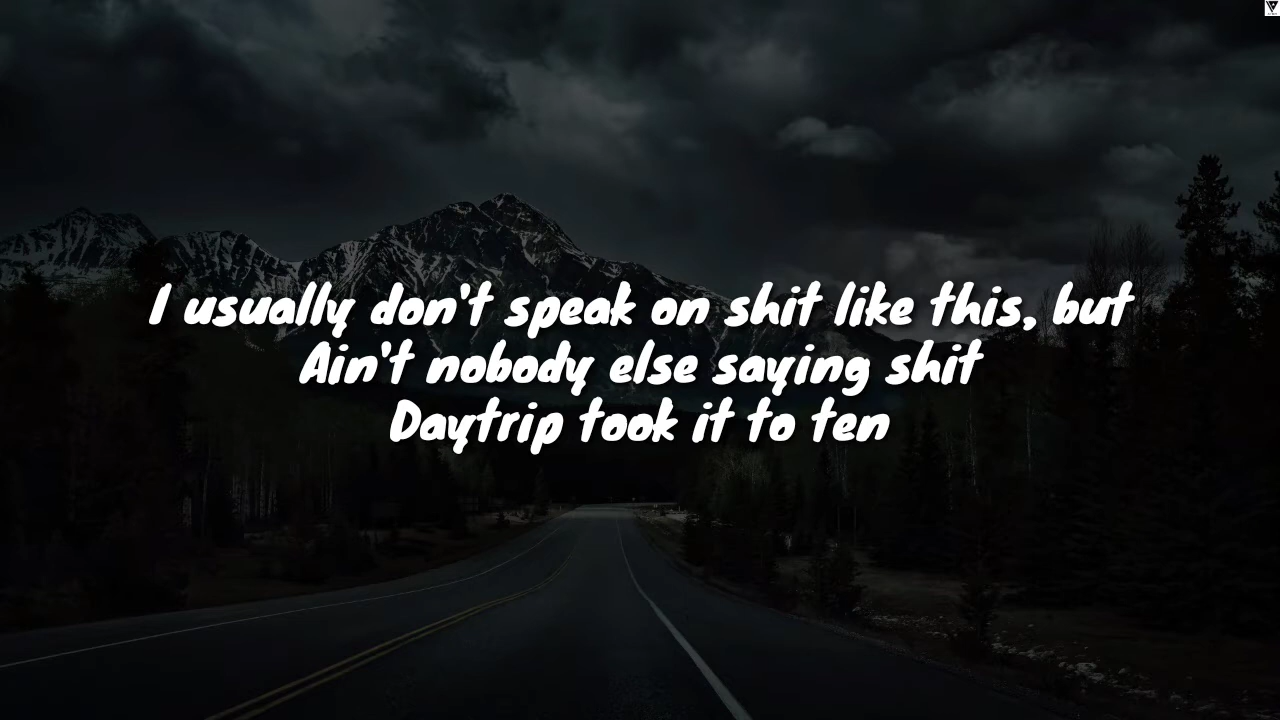 I usually don't speak on shit like this, but
Ain't nobody else saying shit
Daytrip took it to ten